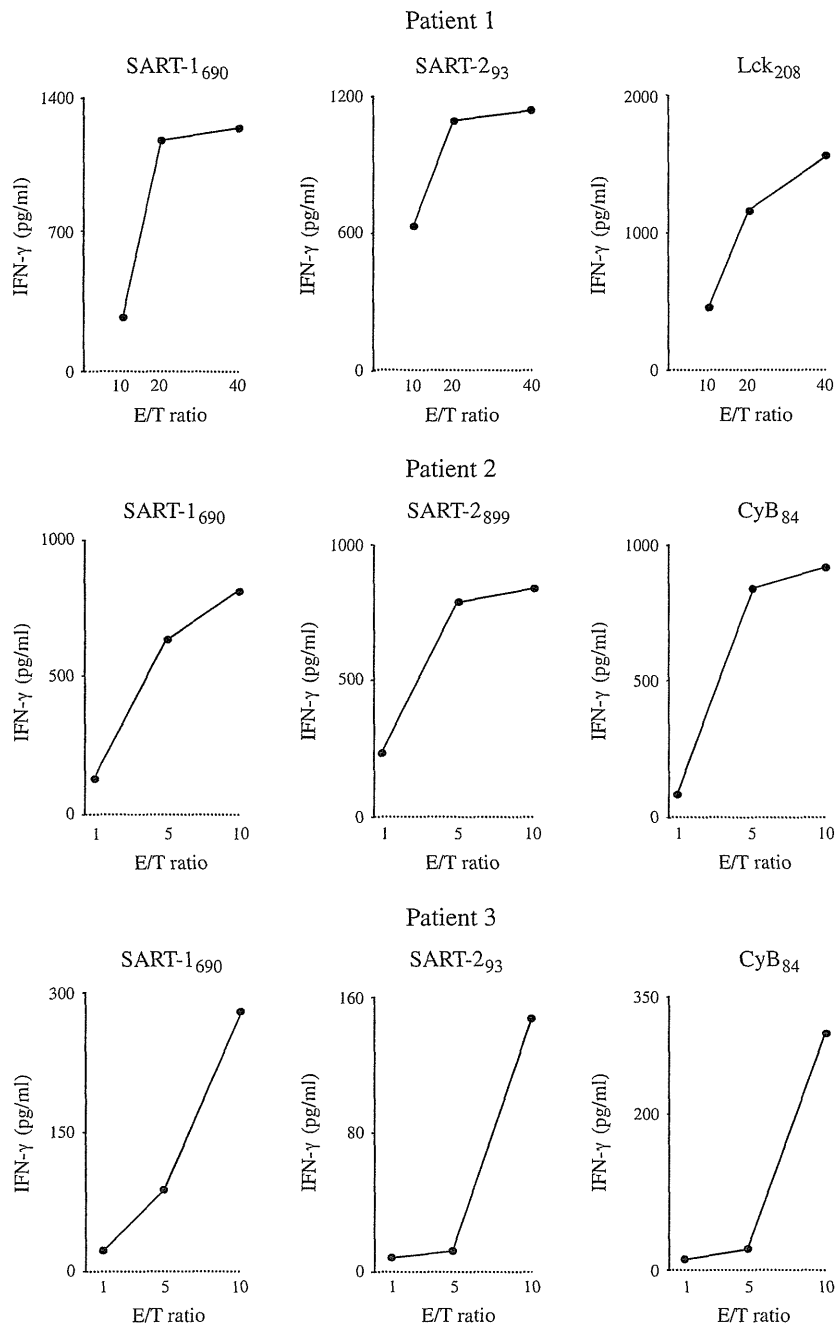 Patient 1
SART-1₆₉₀
SART-2₉₃
Lck₂₀₈
1400
700
0
IFN-γ (pg/ml)
10 20 40
E/T ratio
1200
600
0
IFN-γ (pg/ml)
10 20 40
E/T ratio
2000
1000
0
IFN-γ (pg/ml)
10 20 40
E/T ratio
Patient 2
SART-1₆₉₀
SART-2₈₉₉
CyB₈₄
1000
500
0
IFN-γ (pg/ml)
1 5 10
E/T ratio
1000
500
0
IFN-γ (pg/ml)
1 5 10
E/T ratio
1000
500
0
IFN-γ (pg/ml)
1 5 10
E/T ratio
Patient 3
SART-1₆₉₀
SART-2₉₃
CyB₈₄
300
150
0
IFN-γ (pg/ml)
1 5 10
E/T ratio
160
80
0
IFN-γ (pg/ml)
1 5 10
E/T ratio
350
200
0
IFN-γ (pg/ml)
1 5 10
E/T ratio